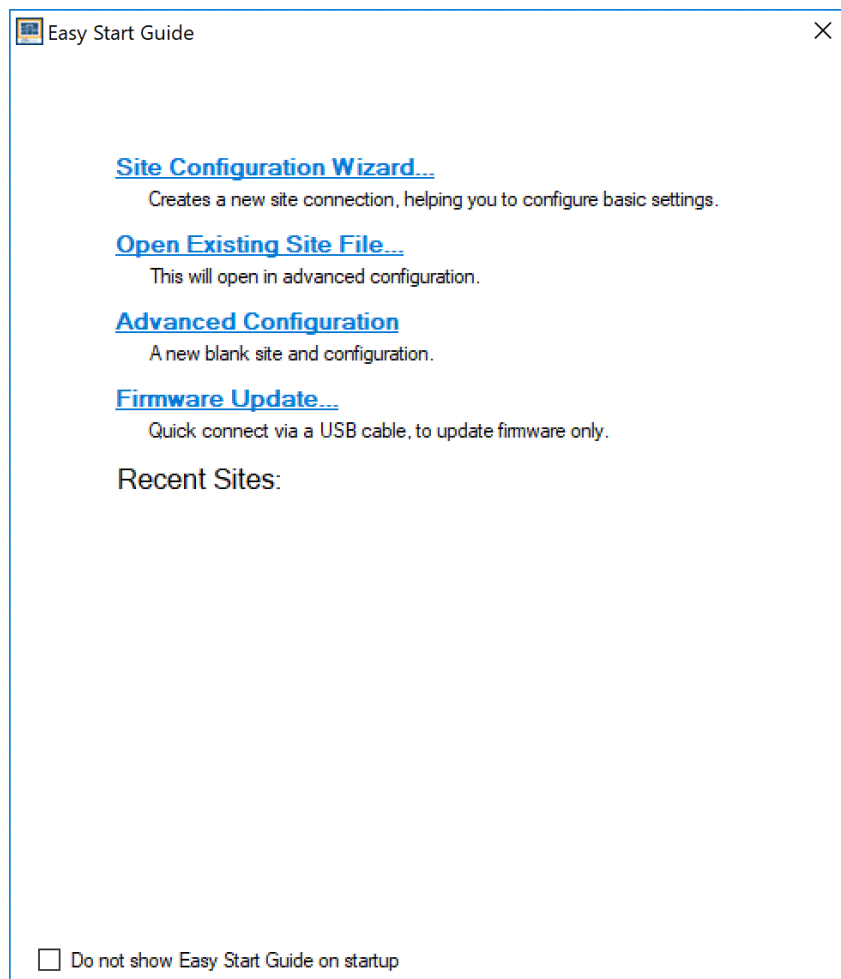 Easy Start Guide
Site Configuration Wizard...
Creates a new site connection, helping you to configure basic settings.
Open Existing Site File...
This will open in advanced configuration.
Advanced Configuration
A new blank site and configuration.
Firmware Update...
Quick connect via a USB cable, to update firmware only.
Recent Sites:
Do not show Easy Start Guide on startup